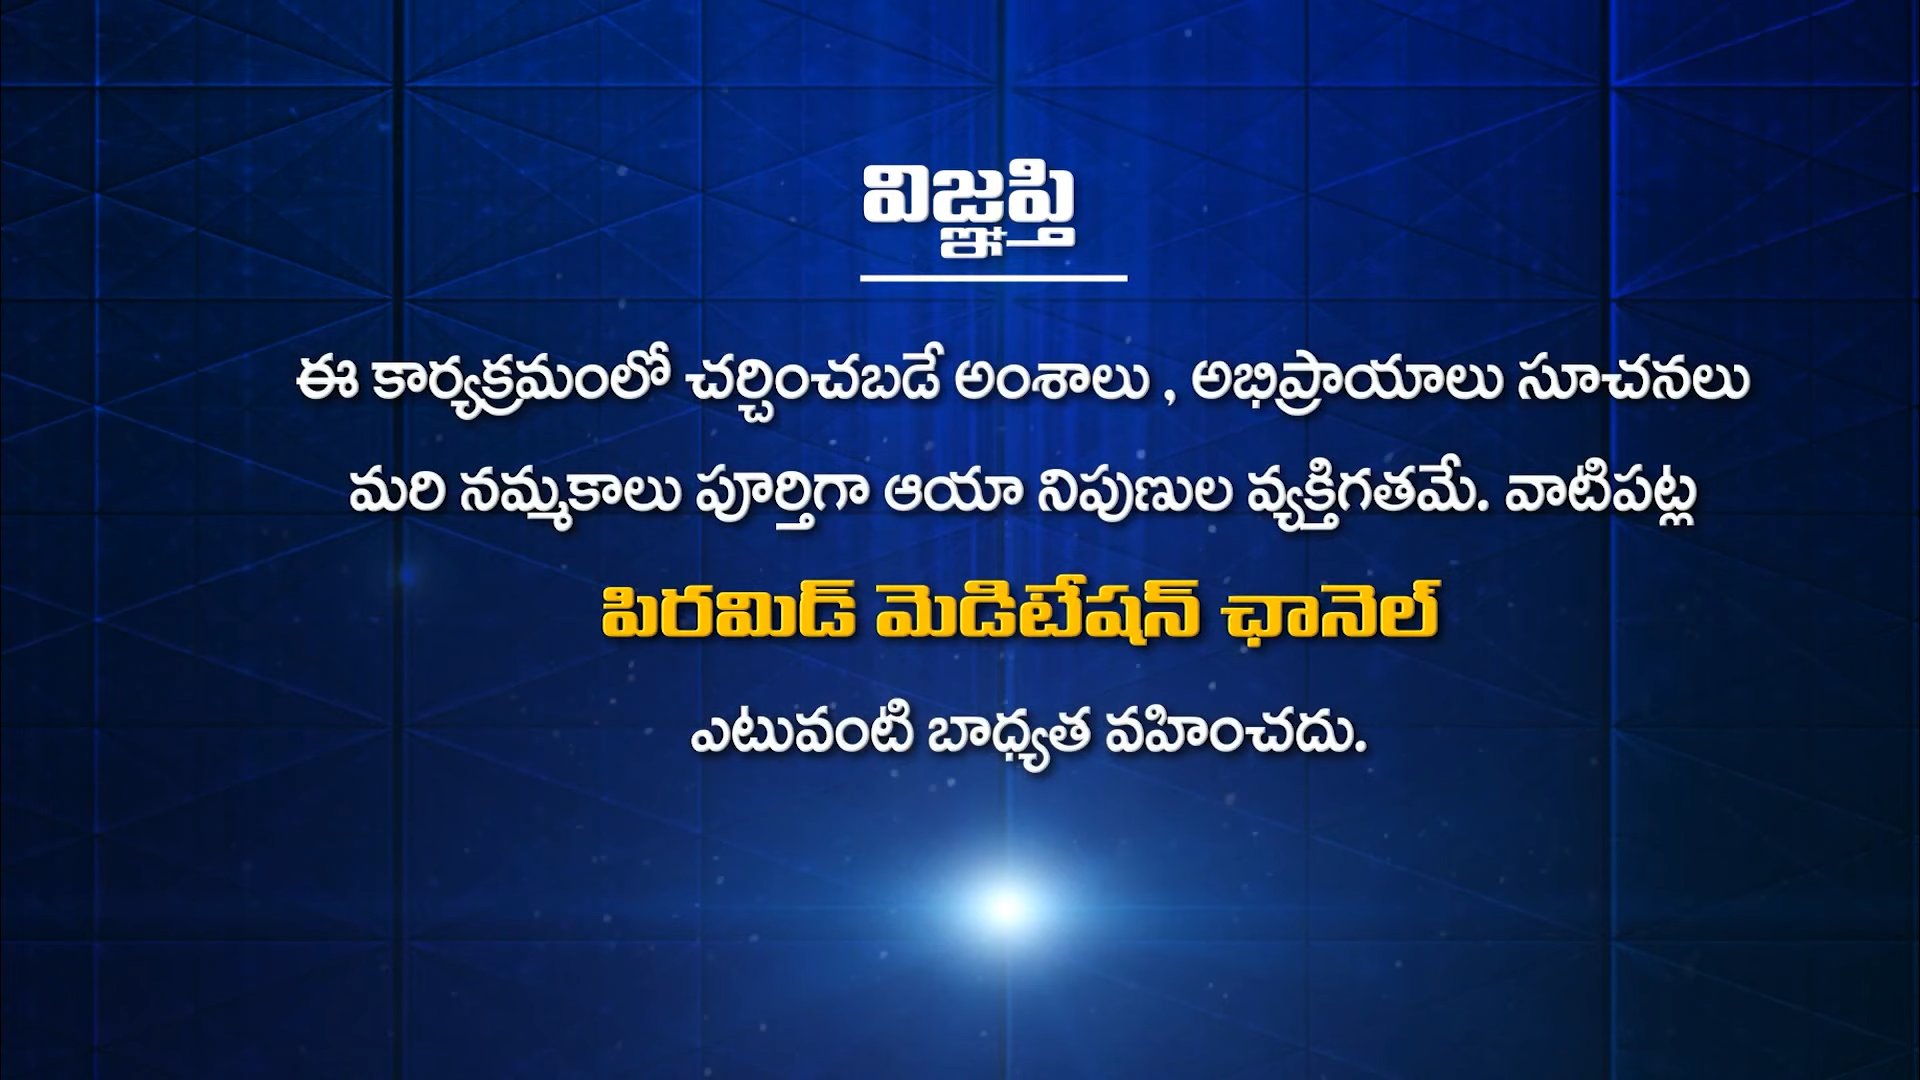 విజ్ఞప్తి
ఈ కార్యక్రమంలో చర్చించబడే అంశాలు , అభిప్రాయాలు సూచనలు
మరి నమ్మకాలు పూర్తిగా ఆయా నిపుణుల వ్యక్తిగతమే. వాటిపట్ల
పిరమిడ్ మెడిటేషన్ ఛానెల్
ఎటువంటి బాధ్యత వహించదు.